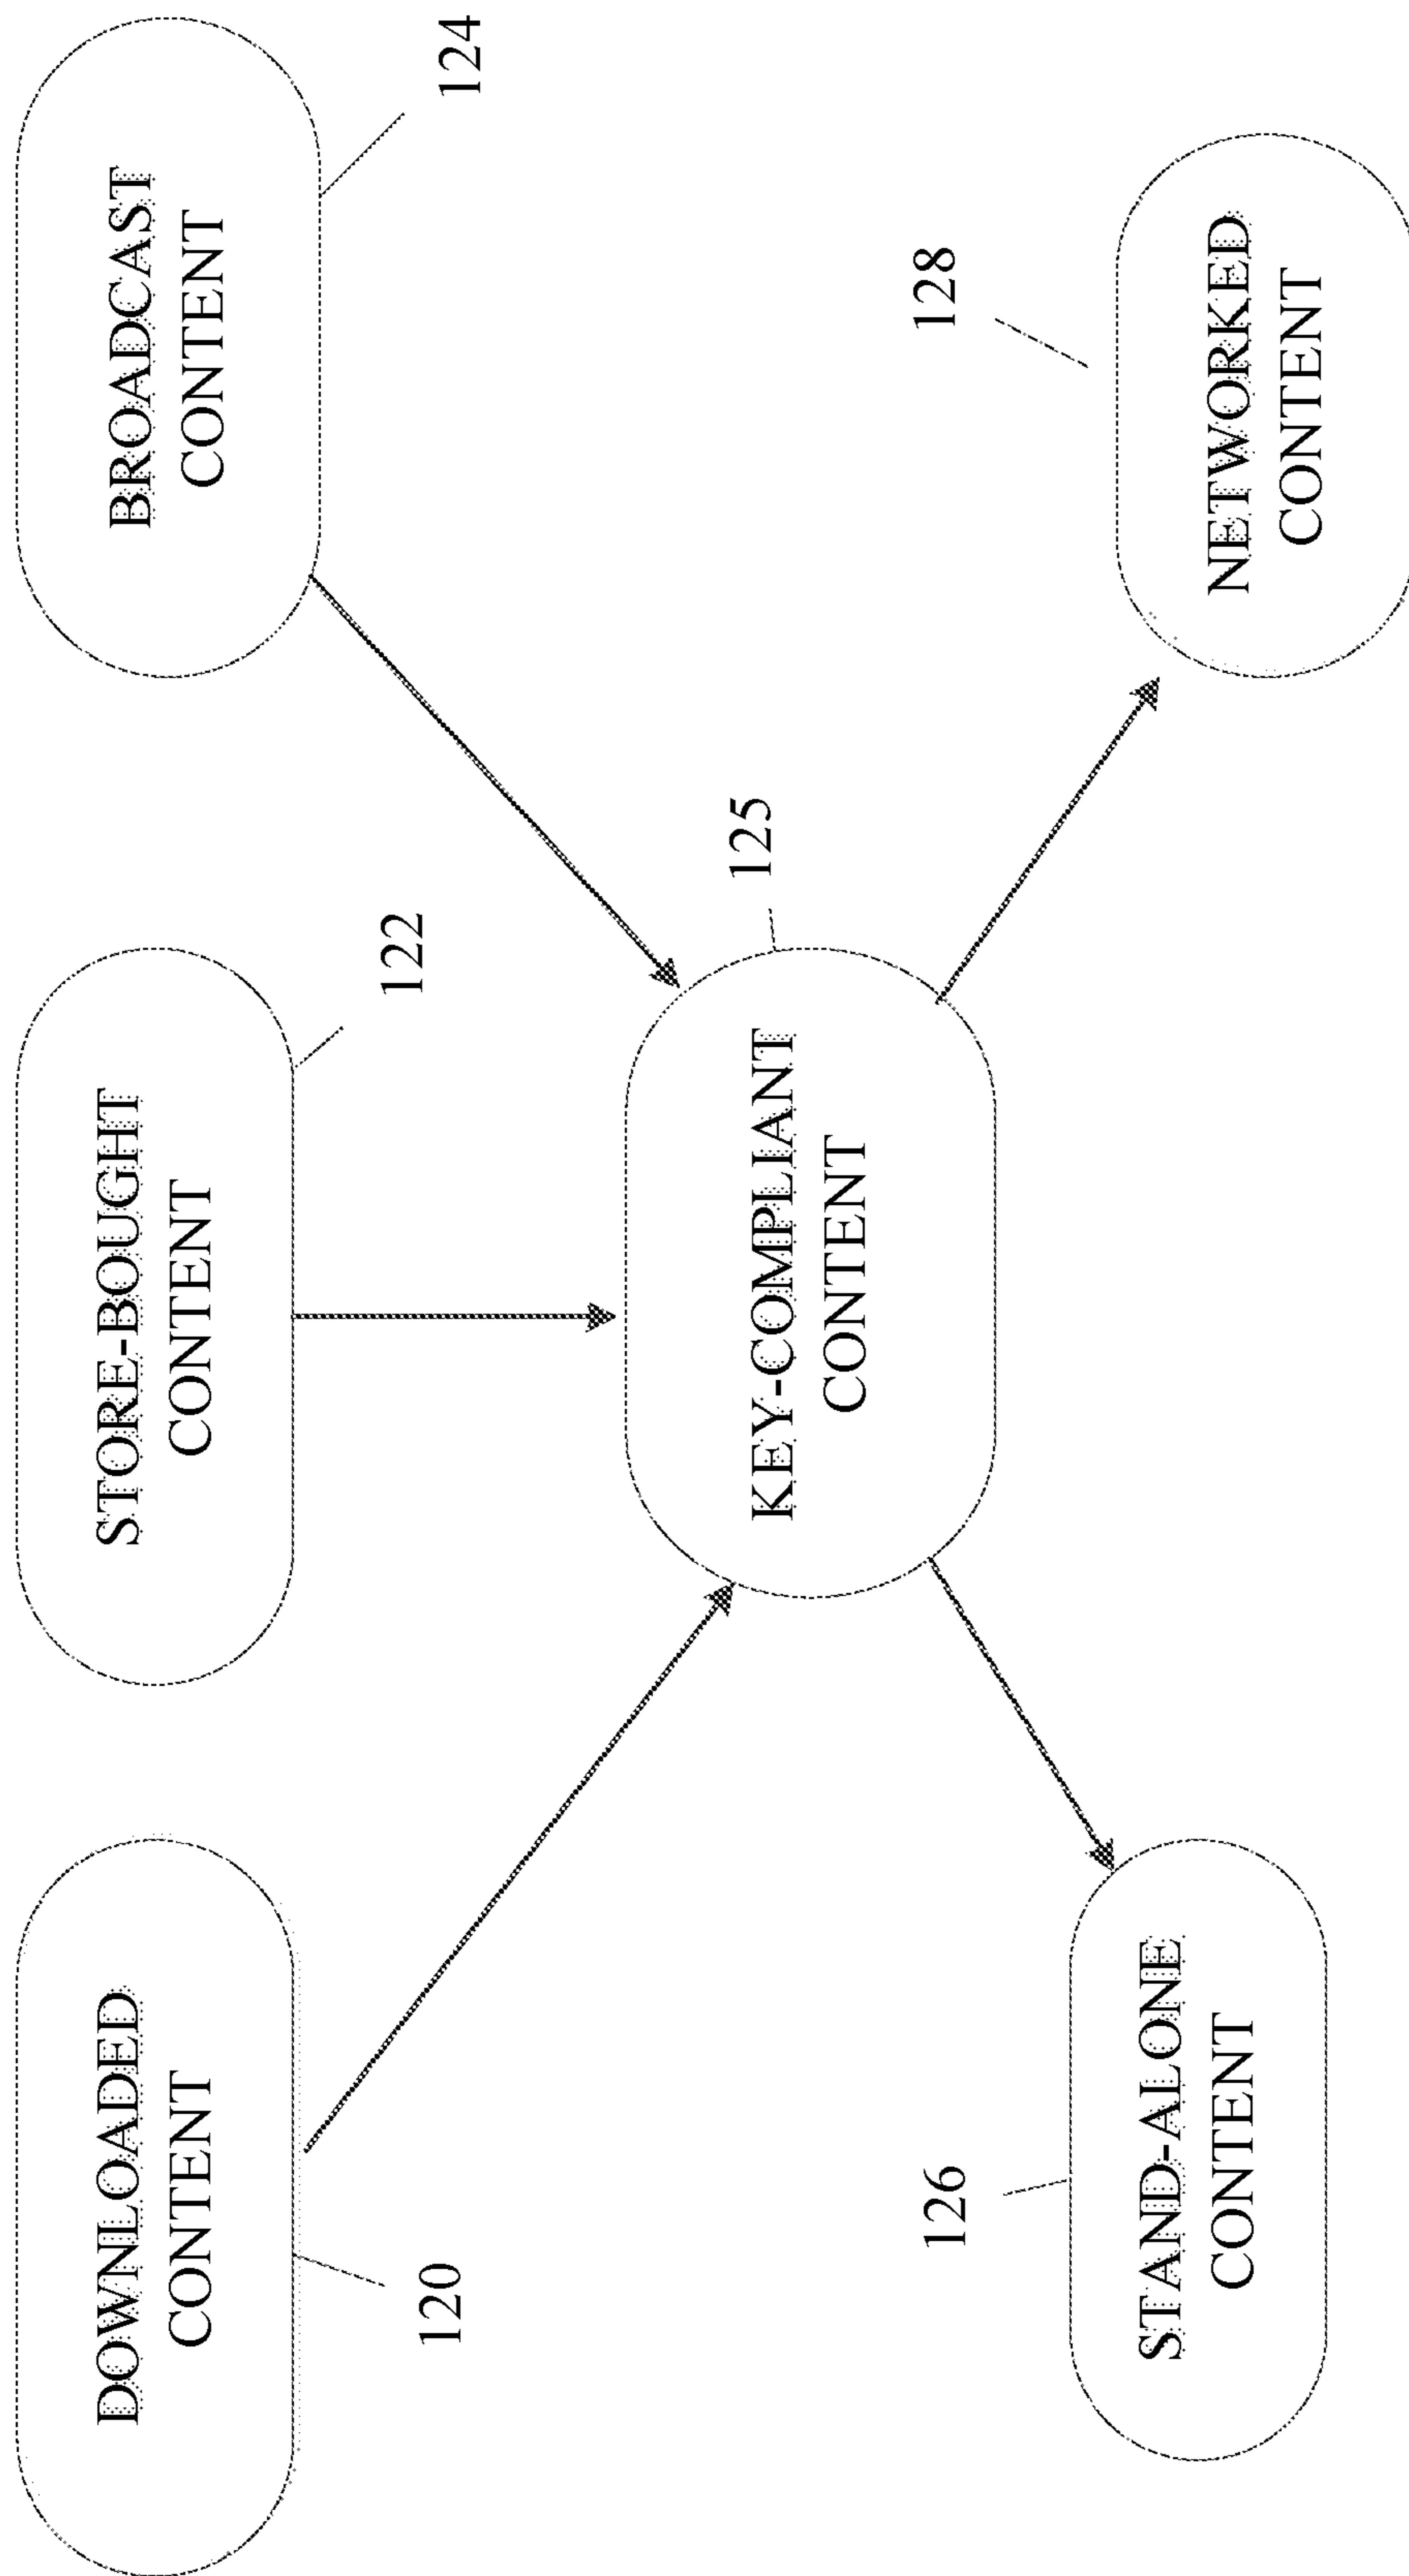 DOWNLOADED
CONTENT
120
STORE-BOUGHT
CONTENT
122
BROADCAST
CONTENT
124
KEY-COMPLIANT
CONTENT
125
STAND-ALONE
CONTENT
126
NETWORKED
CONTENT
128